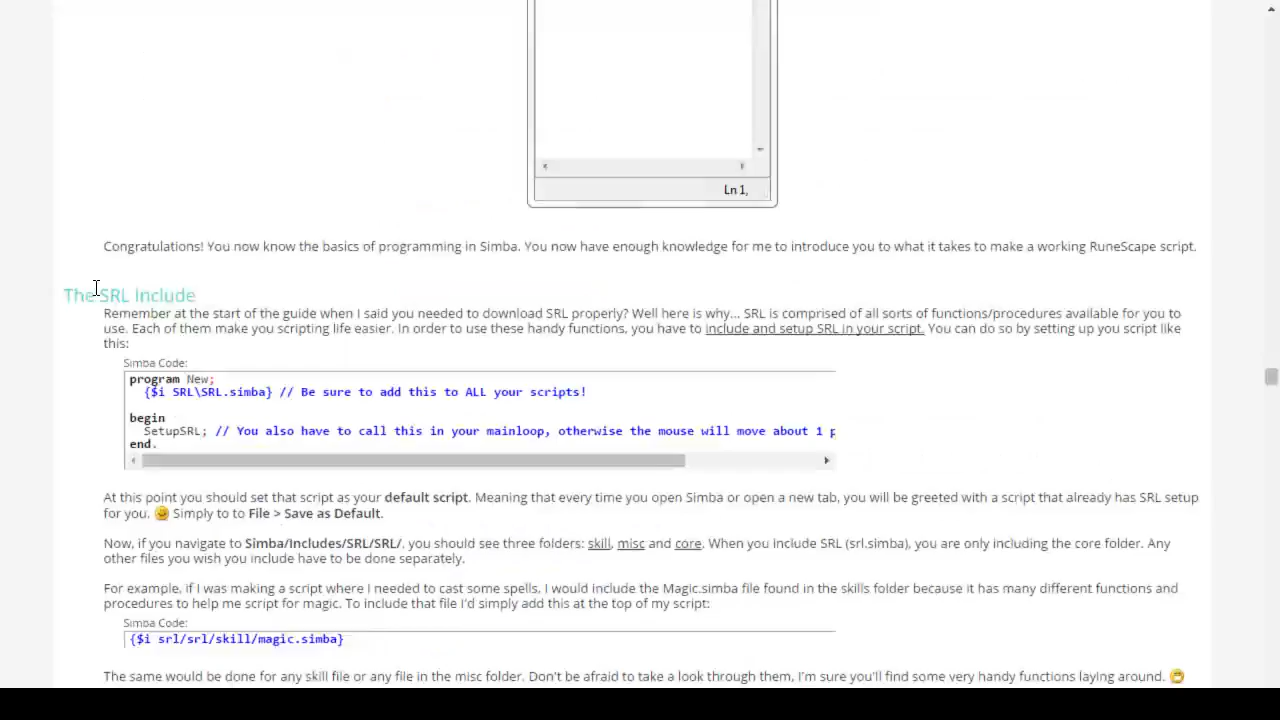 Ln 1,
Congratulations! You now know the basics of programming in Simba. You now have enough knowledge for me to introduce you to what it takes to make a working RuneScape script.
The SRL Include
Remember at the start of the guide when I said you needed to download SRL properly? Well here is why... SRL is comprised of all sorts of functions/procedures available for you to
use. Each of them make you scripting life easier. In order to use these handy functions, you have to include and setup SRL in your script. You can do so by setting up you script like
this:
Simba Code:
program New;
{$i SRL\SRL.simba} // Be sure to add this to ALL your scripts!
begin
SetupSRL; // You also have to call this in your mainloop, otherwise the mouse will move about 1 p
end.
At this point you should set that script as your default script. Meaning that every time you open Simba or open a new tab, you will be greeted with a script that already has SRL setup
for you. Simply to to File > Save as Default.
Now, if you navigate to Simba/Includes/SRL/SRL/, you should see three folders: skill, misc and core. When you include SRL (srl.simba), you are only including the core folder. Any
other files you wish you include have to be done separately.
For example, if I was making a script where I needed to cast some spells, I would include the Magic.simba file found in the skills folder because it has many different functions and
procedures to help me script for magic. To include that file I'd simply add this at the top of my script:
Simba Code:
{$i srl/srl/skill/magic.simba}
The same would be done for any skill file or any file in the misc folder. Don't be afraid to take a look through them, I'm sure you'll find some very handy functions laying around.